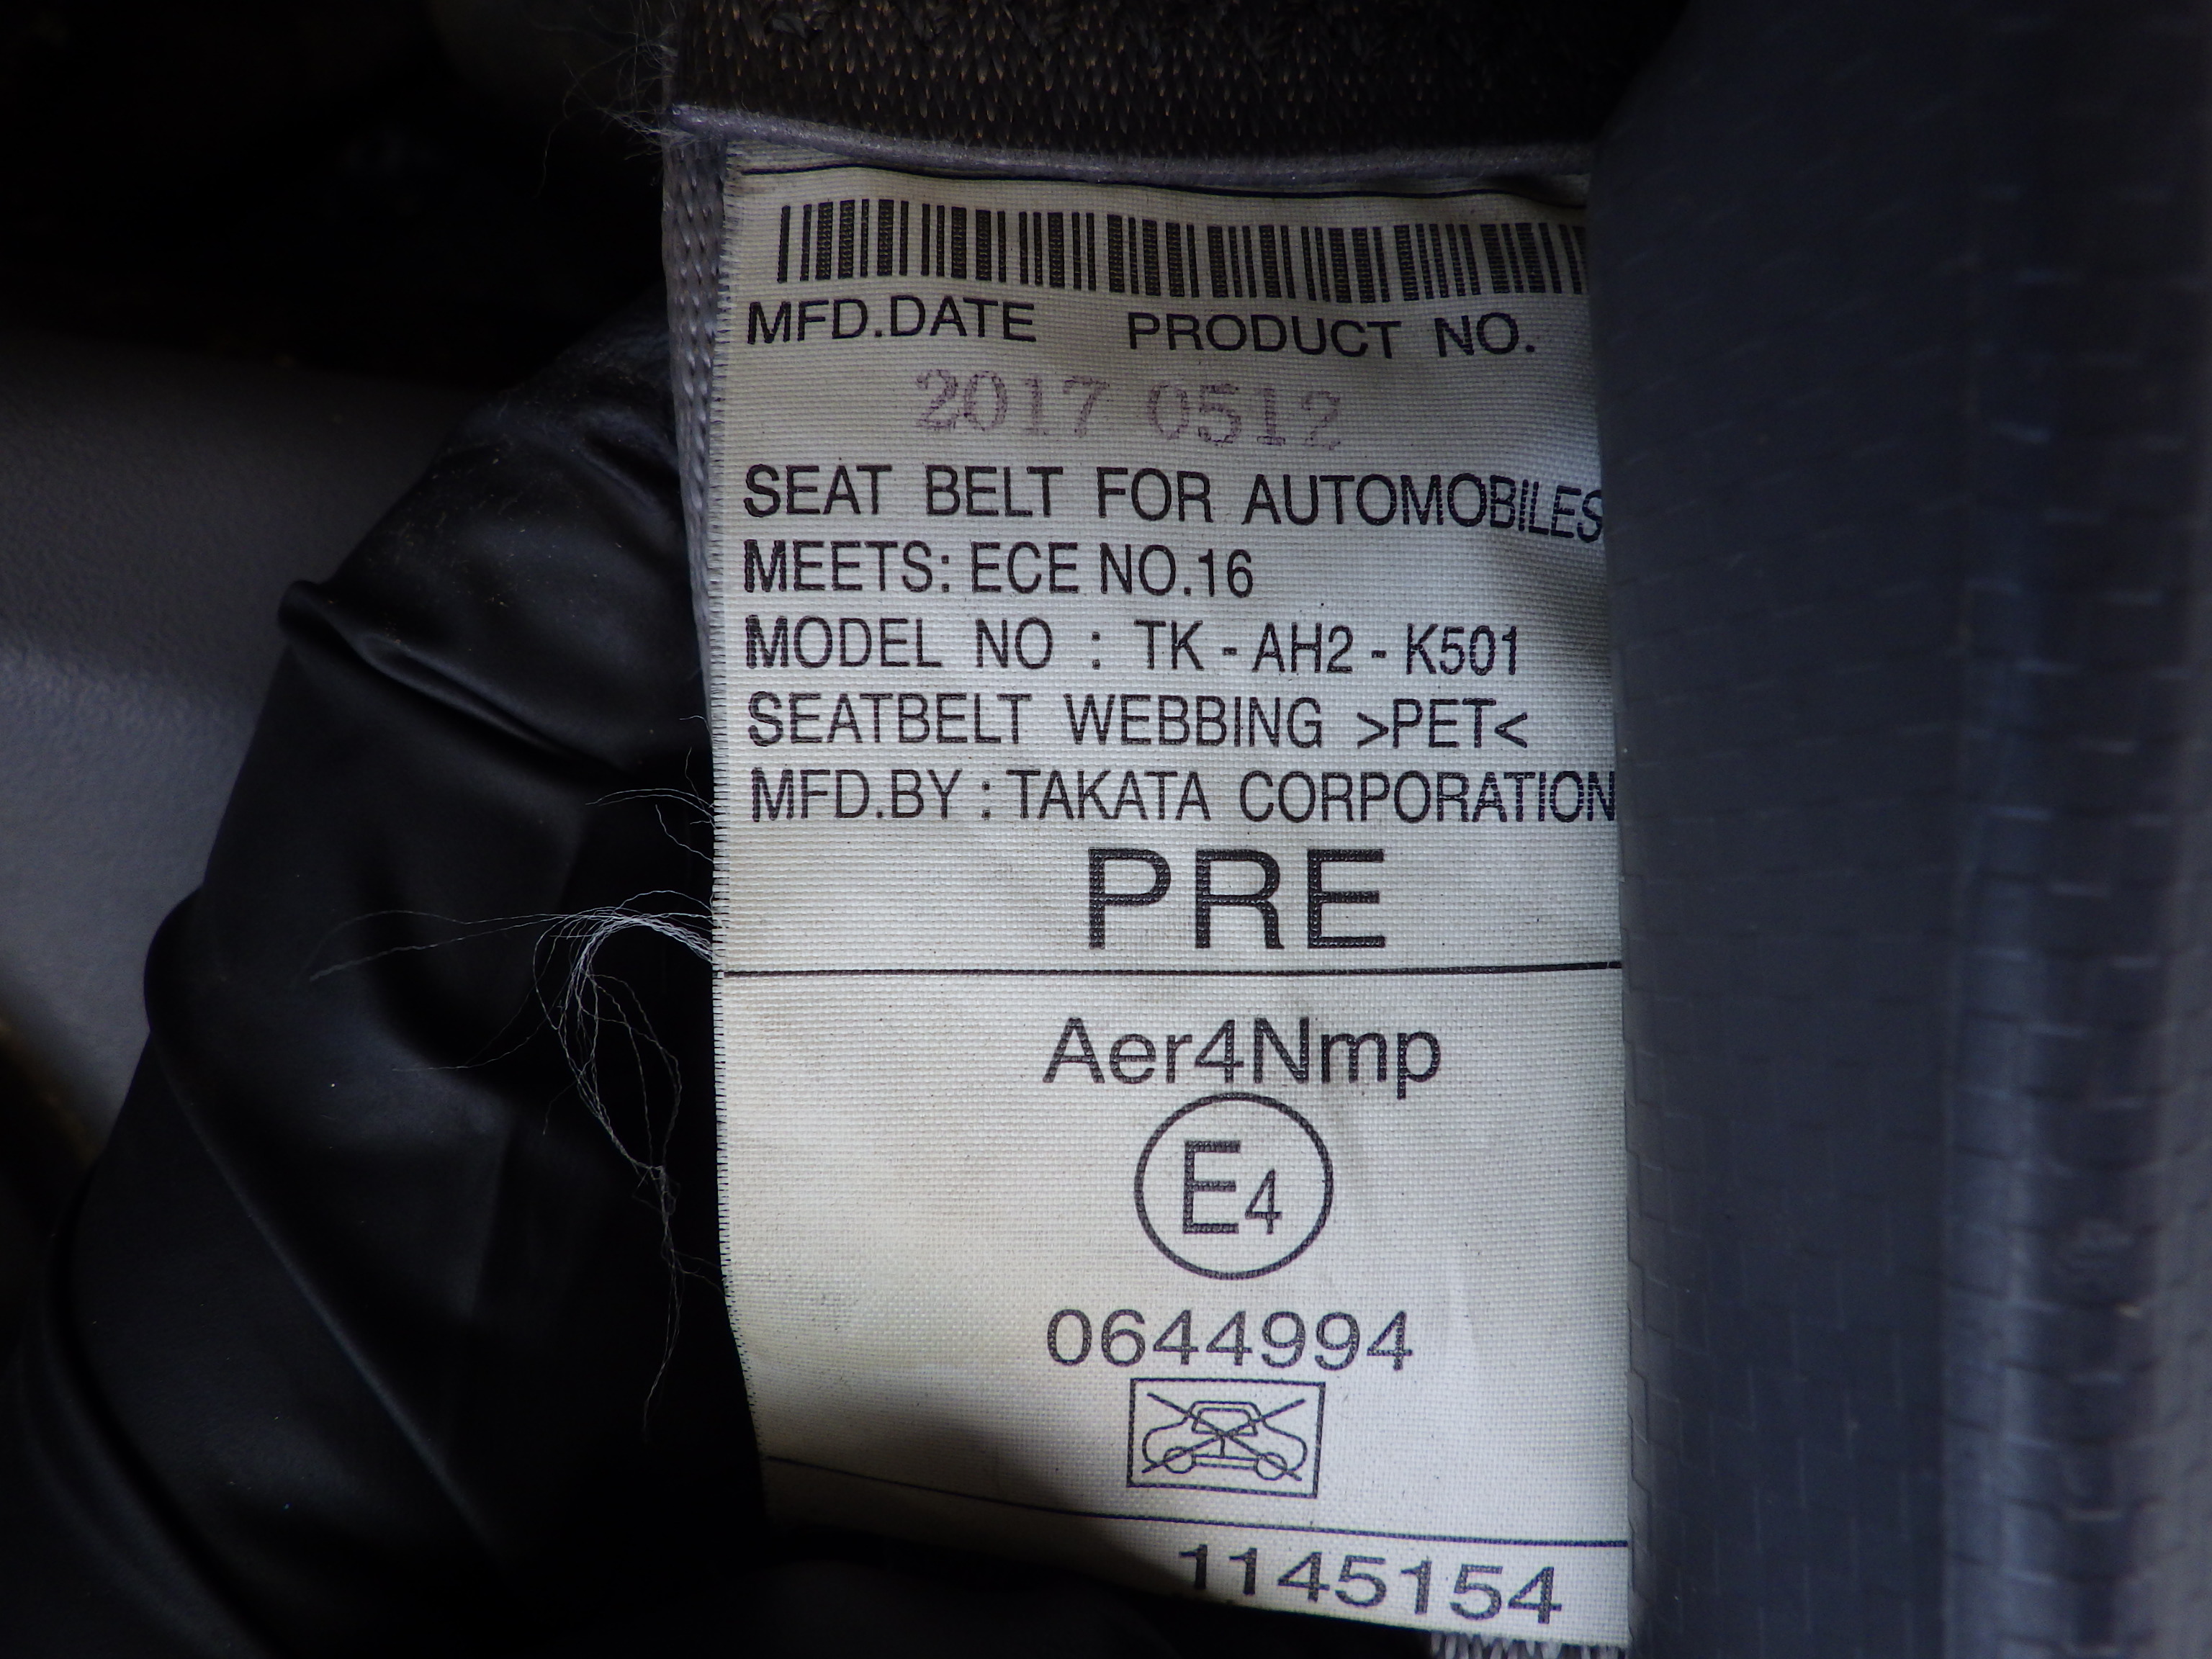 MFD.DATE PRODUCT NO.
2017 0512
SEAT BELT FOR AUTOMOBILES
MEETS: ECE NO.16
MODEL NO : TK - AH2 - K501
SEATBELT WEBBING >PET<
MFD.BY : TAKATA CORPORATION
PRE
Aer4Nmp
E4
0644994
1145154